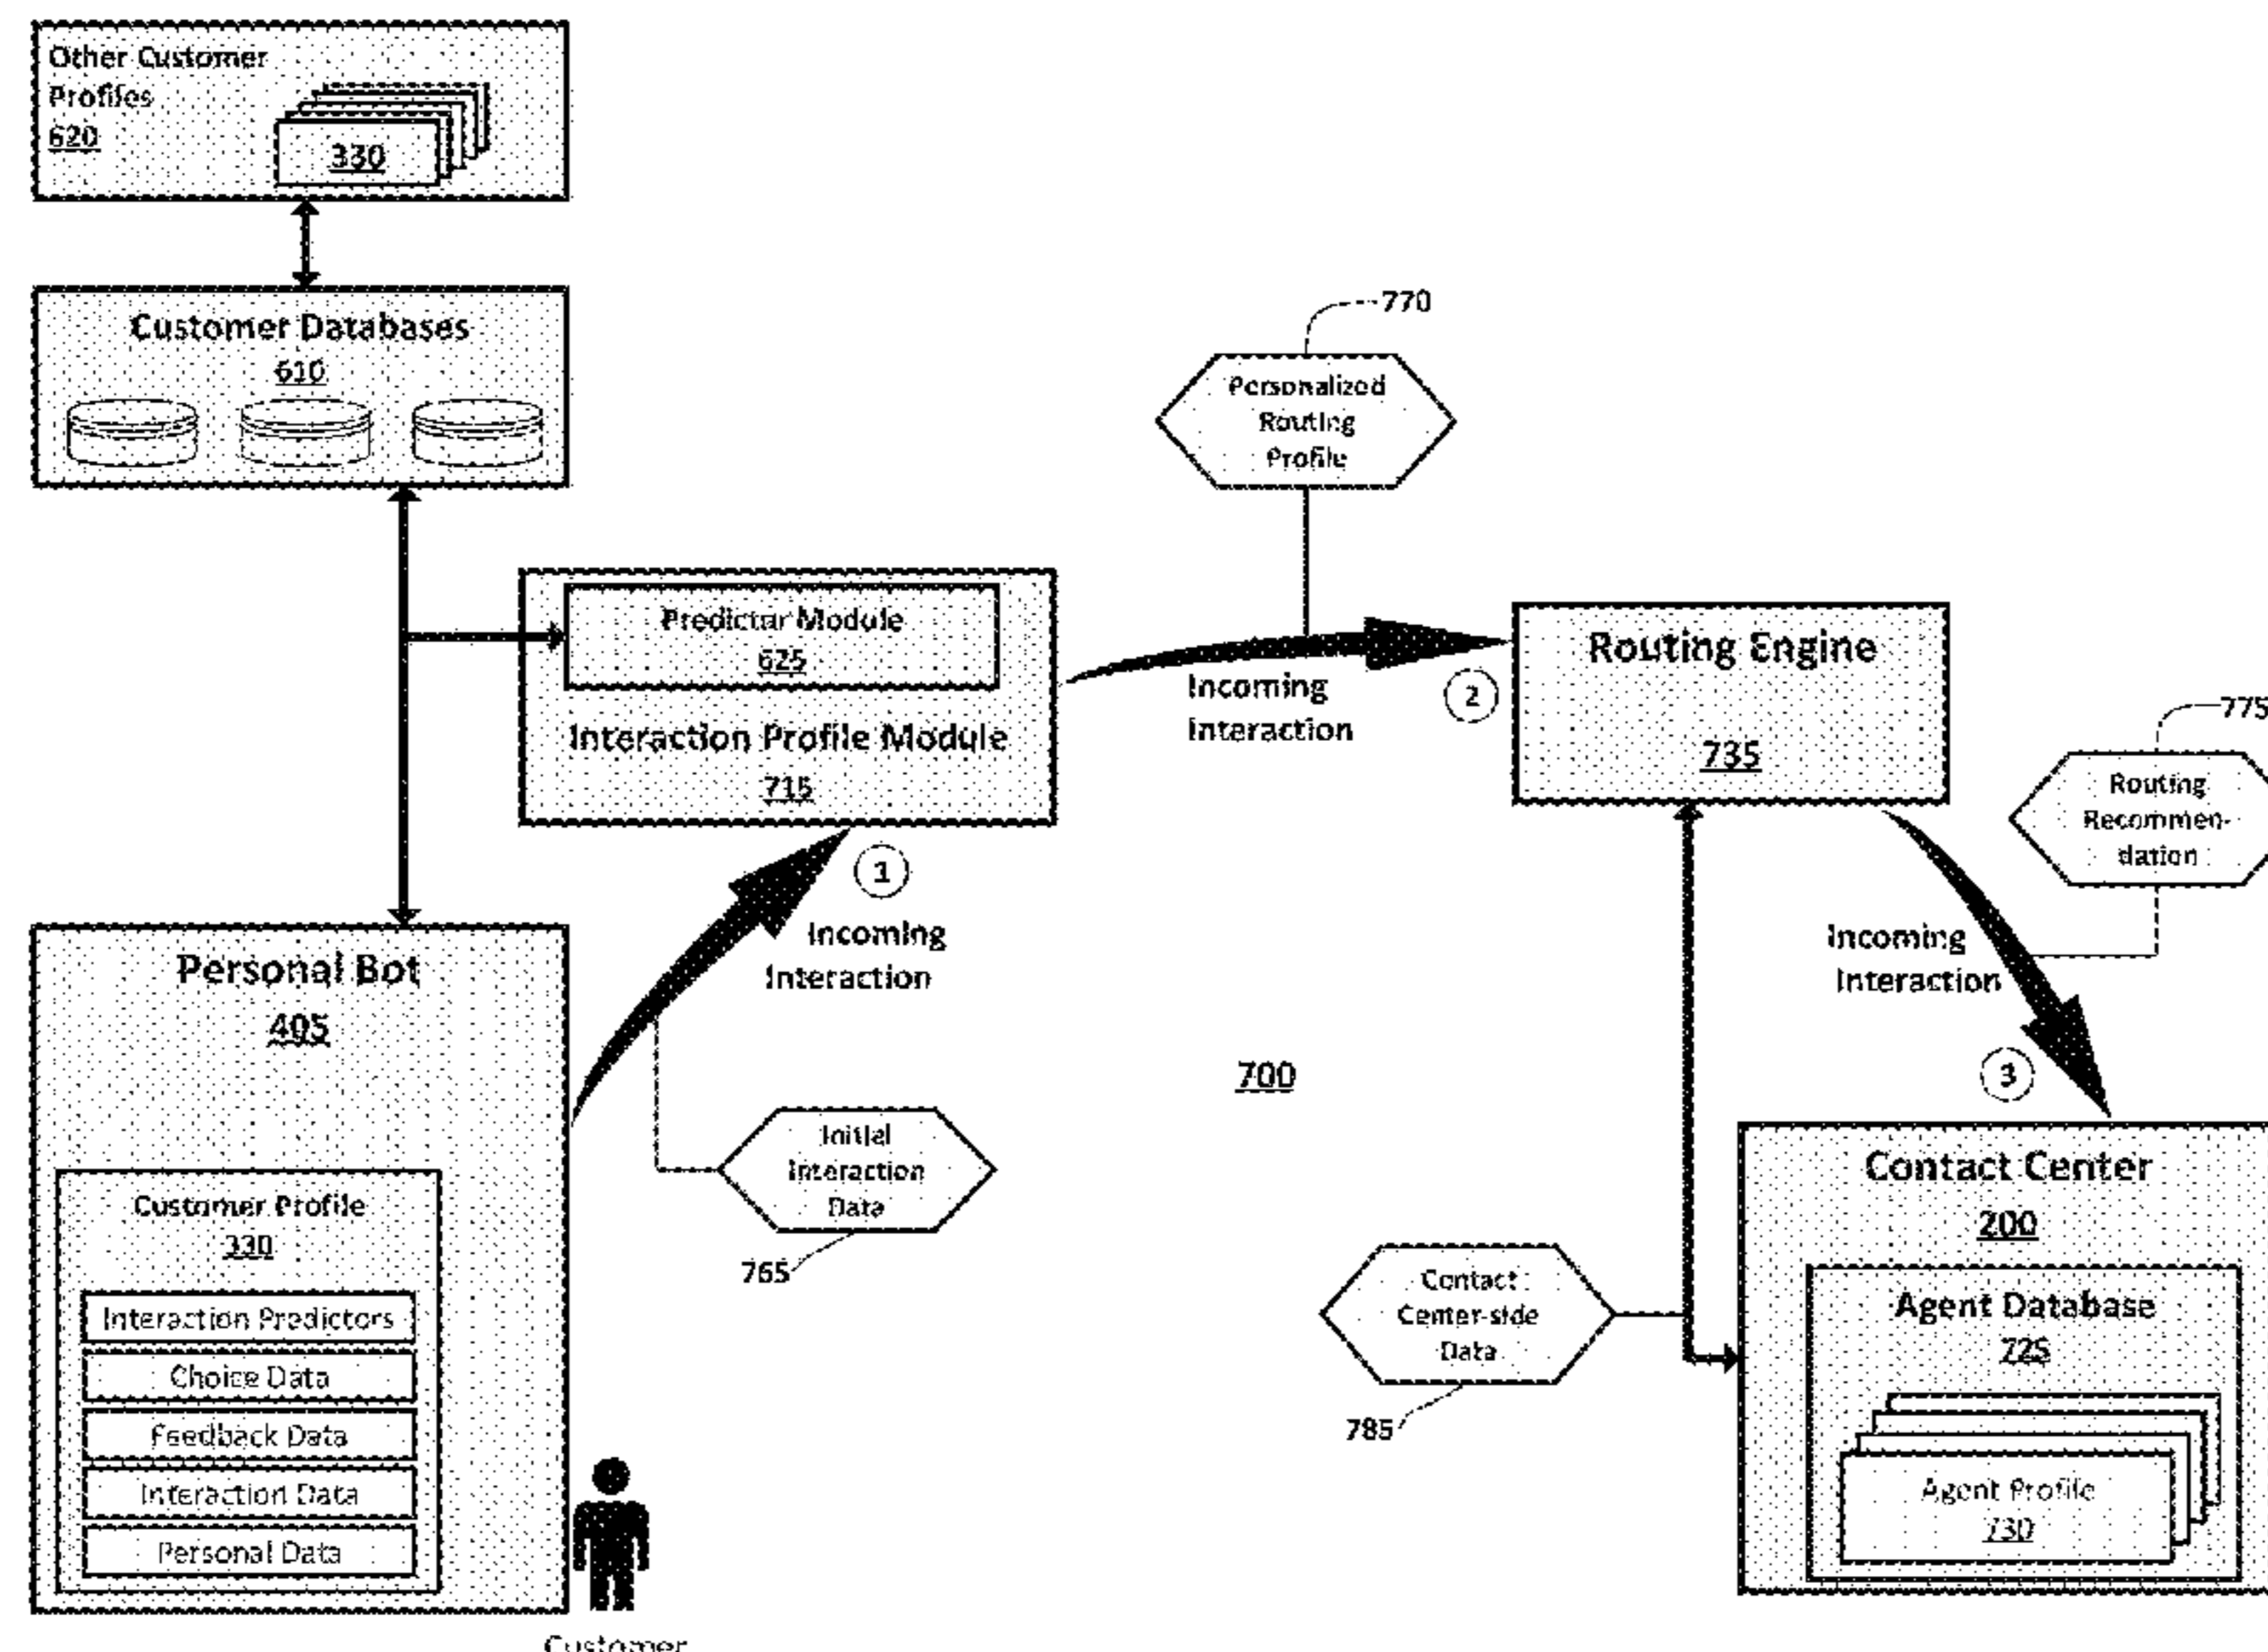 Other Customer
Profiles
620
330
Customer Databases
610
770
Personalized
Routing
Profile
Predictor Module
625
Interaction Profile Module
715
Incoming
Interaction
2
Routing Engine
735
775
Routing
Recommen-
dation
1
Incoming
Interaction
Incoming
Interaction
3
Personal Bot
405
700
Initial
Interaction
Data
765
Customer Profile
330
Interaction Predictors
Choice Data
Feedback Data
Interaction Data
Personal Data
Customer
Contact
Center-side
Data
785
Contact Center
200
Agent Database
725
Agent Profile
730